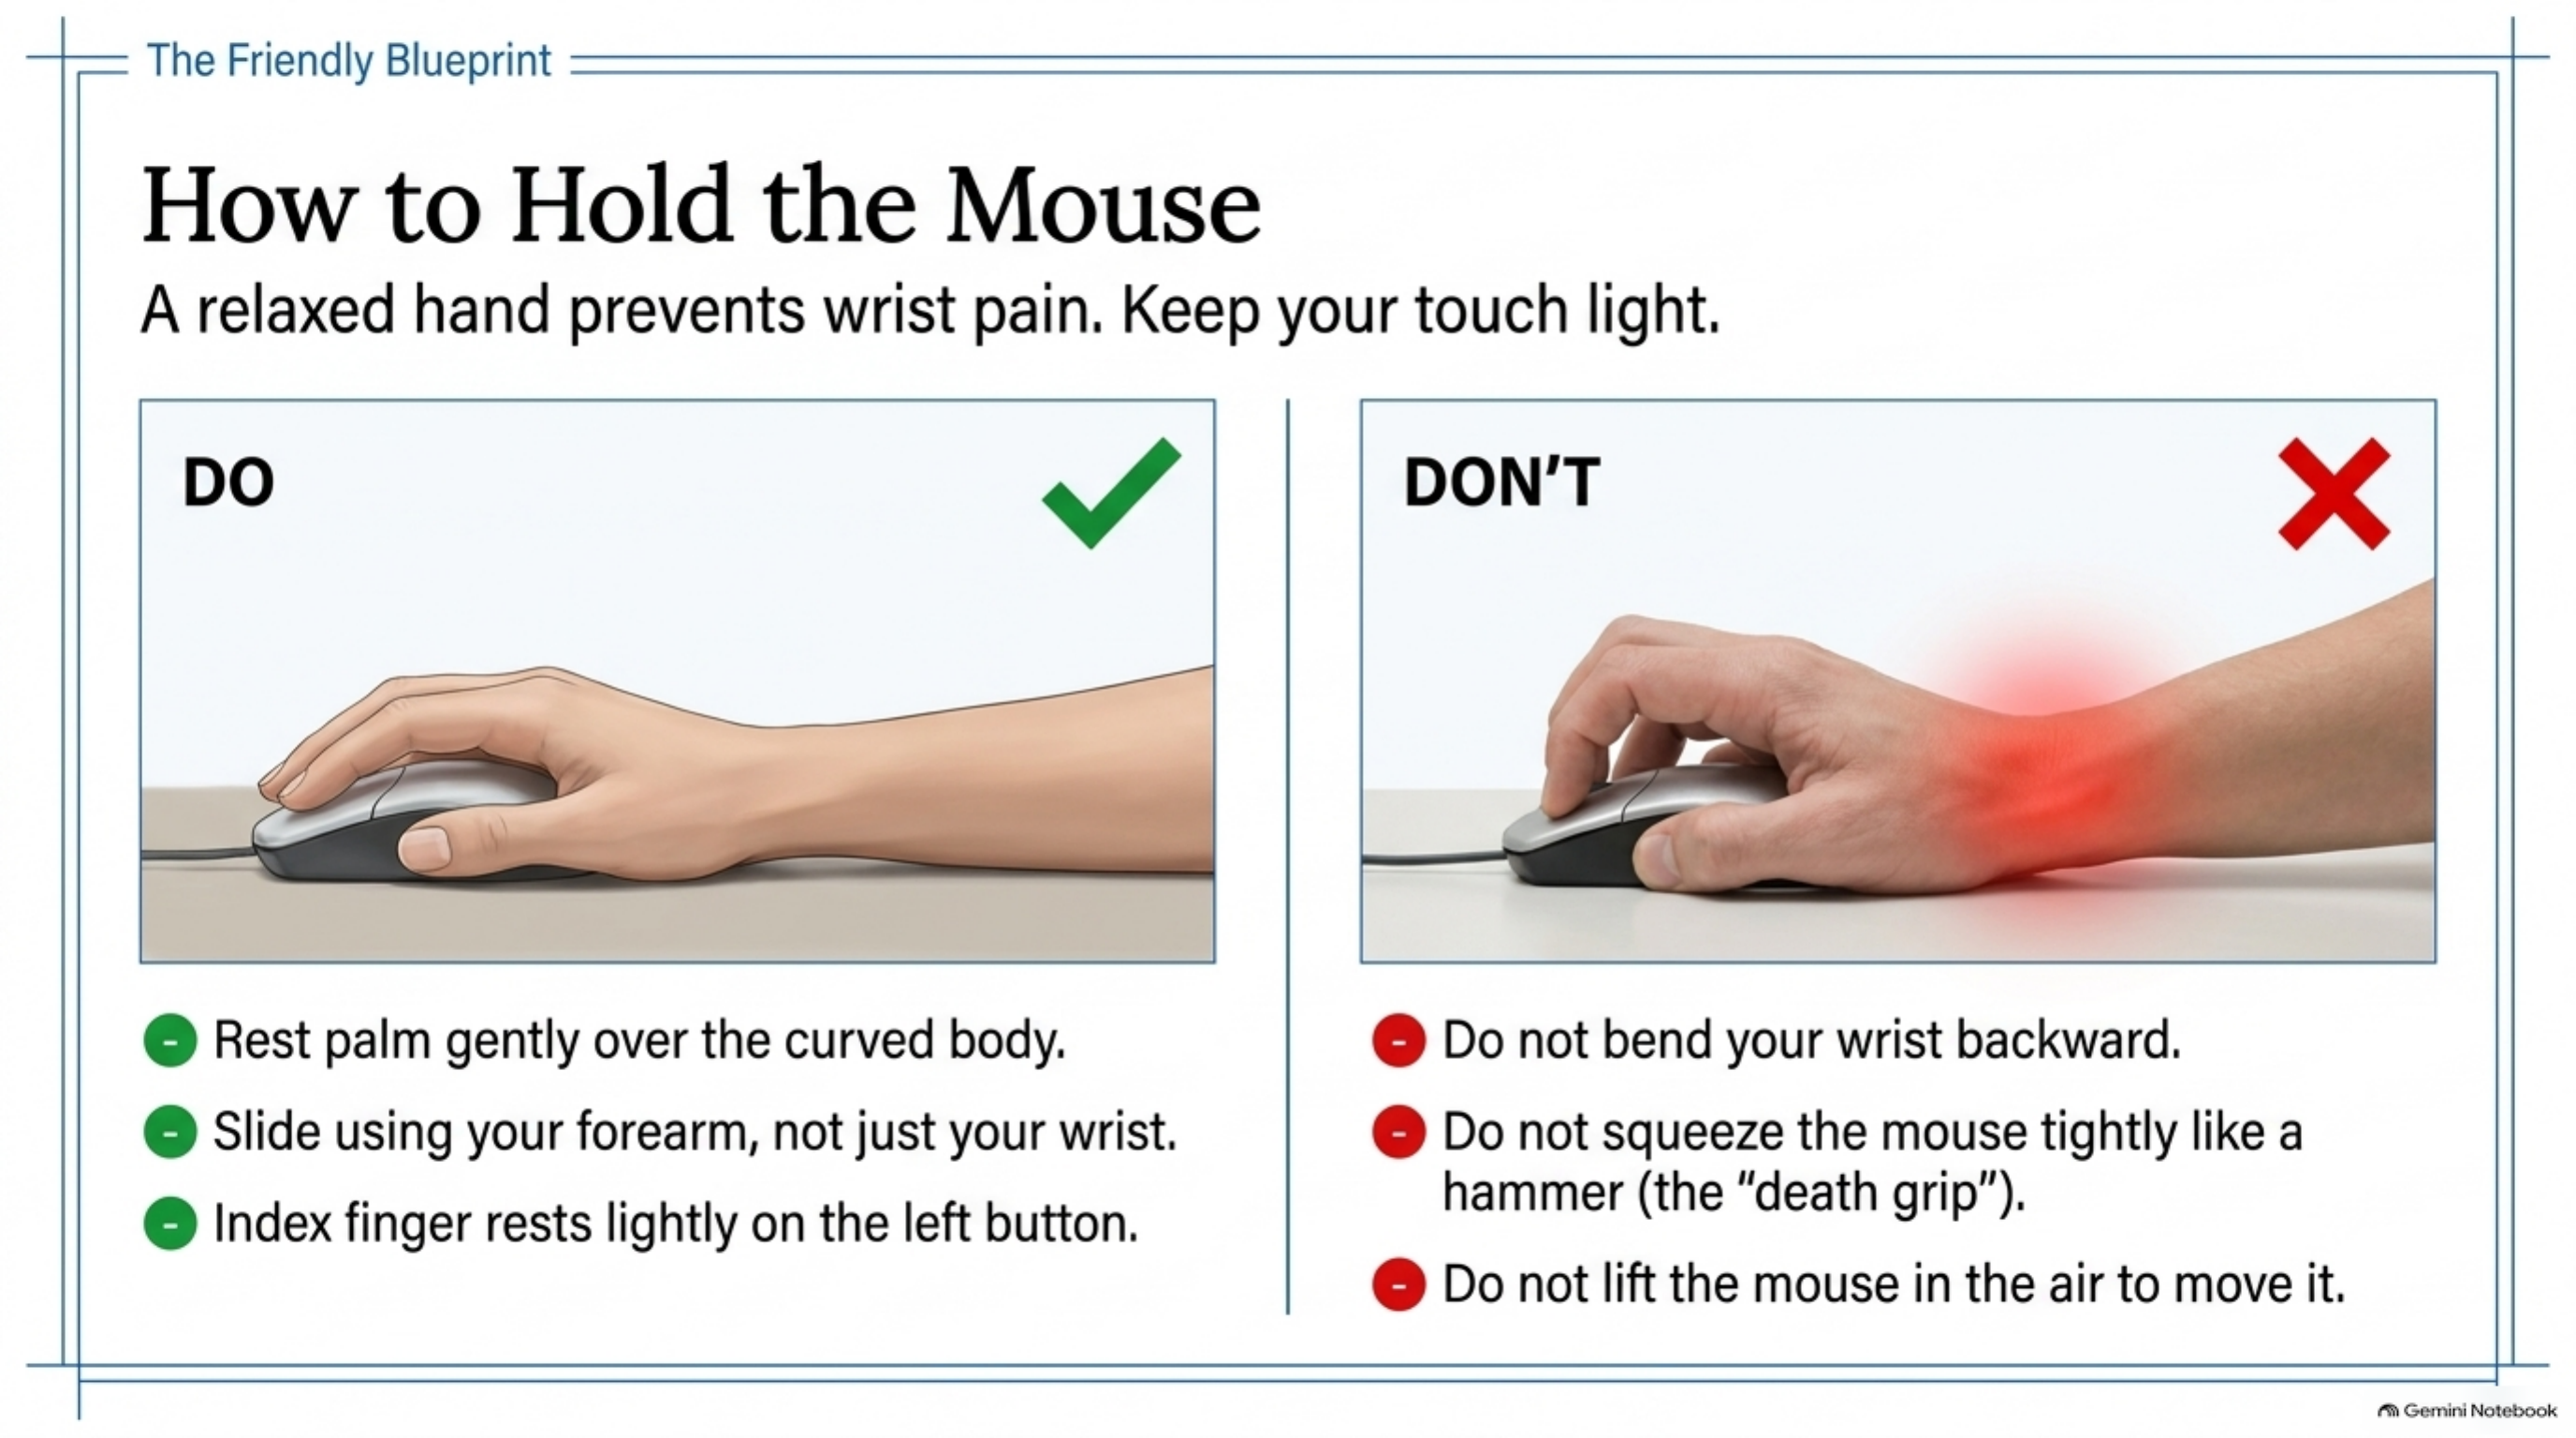 The Friendly Blueprint
How to Hold the Mouse
A relaxed hand prevents wrist pain. Keep your touch light.
DO
- Rest palm gently over the curved body.
- Slide using your forearm, not just your wrist.
- Index finger rests lightly on the left button.
DON’T
- Do not bend your wrist backward.
- Do not squeeze the mouse tightly like a
hammer (the “death grip”).
- Do not lift the mouse in the air to move it.
Gemini Notebook